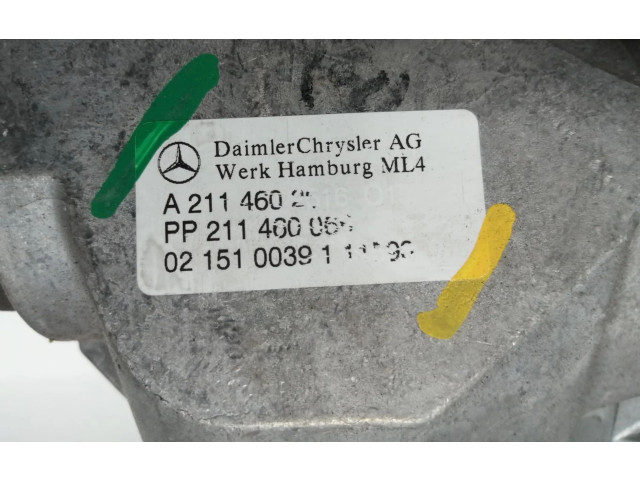 DaimlerChrysler AG
Werk Hamburg ML4
A 211 460
PP 211 460
02 151 0039 1